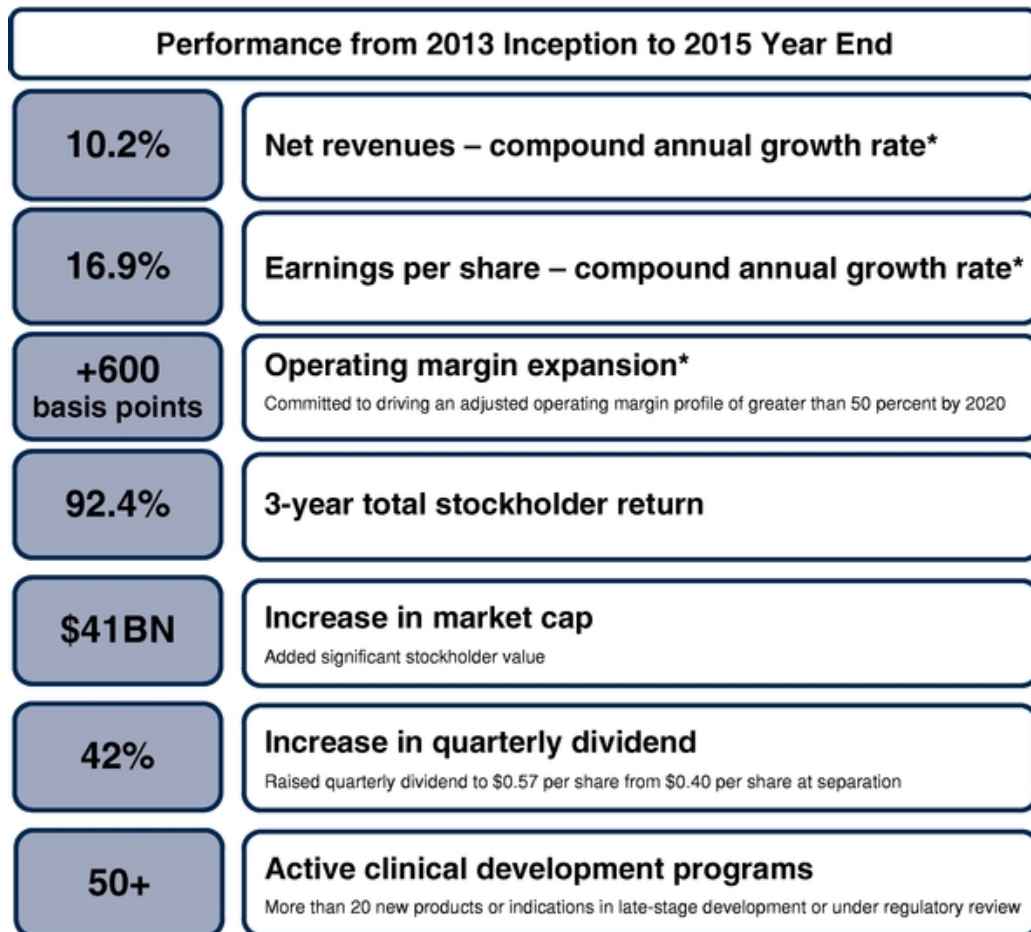 Performance from 2013 Inception to 2015 Year End
10.2%
Net revenues – compound annual growth rate*
16.9%
Earnings per share – compound annual growth rate*
+600
basis points
Operating margin expansion*
Committed to driving an adjusted operating margin profile of greater than 50 percent by 2020
92.4%
3-year total stockholder return
$41BN
Increase in market cap
Added significant stockholder value
42%
Increase in quarterly dividend
Raised quarterly dividend to $0.57 per share from $0.40 per share at separation
50+
Active clinical development programs
More than 20 new products or indications in late-stage development or under regulatory review